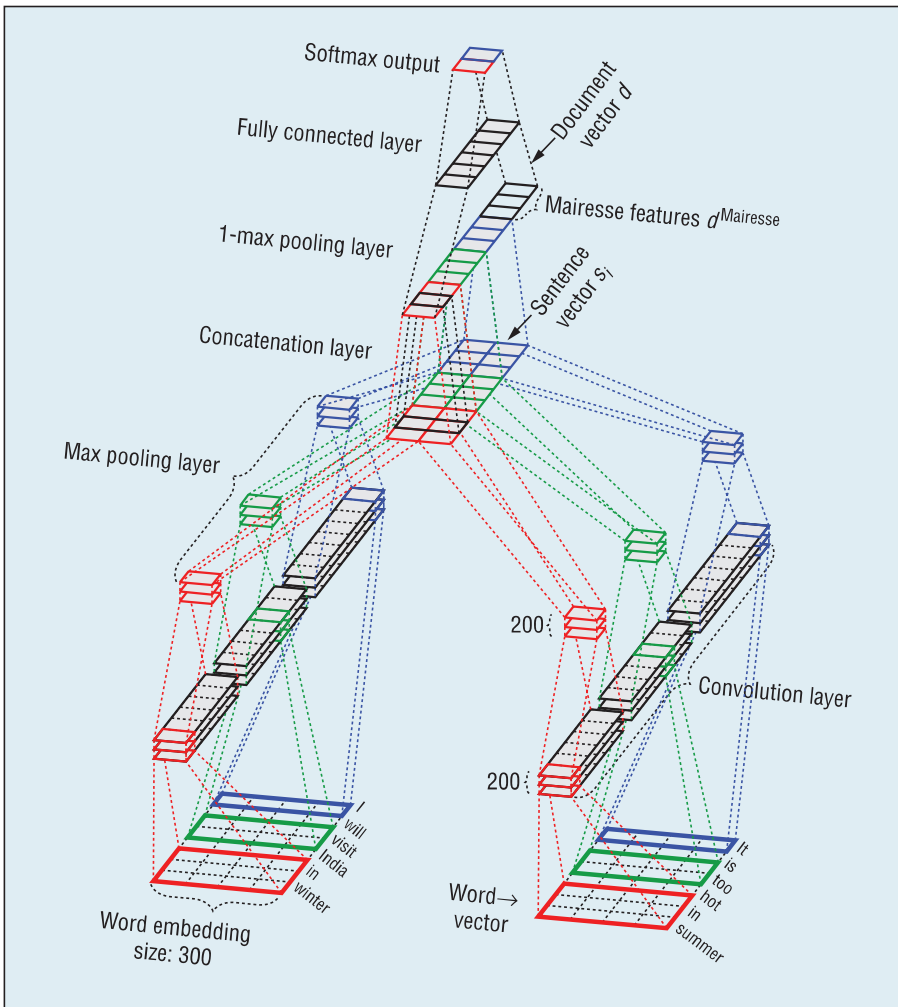 Softmax output
Fully connected layer
Document
vector d
Mairesse features d^Mairesse
1-max pooling layer
Sentence
vector s_i
Concatenation layer
Max pooling layer
200
Convolution layer
200
I
will
visit
India
in
winter
It
is
too
hot
in
summer
Word→
vector
Word embedding
size: 300